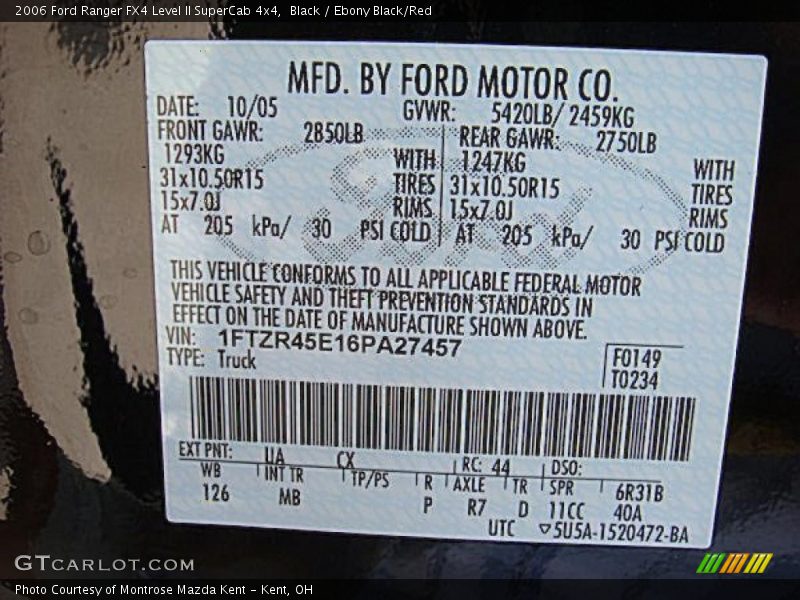 2006 Ford Ranger FX4 Level II SuperCab 4x4,  Black / Ebony Black/Red
MFD. BY FORD MOTOR CO.
DATE: 10/05 GVWR: 5420LB/ 2459KG
FRONT GAWR: 2850LB REAR GAWR: 2750LB
1293KG WITH 1247KG WITH
31x10.50R15 TIRES 31x10.50R15 TIRES
15x7.0J RIMS 15x7.0J RIMS
AT 205 kPa/ 30 PSI COLD AT 205 kPa/ 30 PSI COLD
THIS VEHICLE CONFORMS TO ALL APPLICABLE FEDERAL MOTOR
VEHICLE SAFETY AND THEFT PREVENTION STANDARDS IN
EFFECT ON THE DATE OF MANUFACTURE SHOWN ABOVE.
VIN: 1FTZR45E16PA27457
TYPE: Truck
F0149
T0234
EXT PNT: UA CX RC: 44 DSO:
WB INT TR TP/PS R AXLE TR SPR 6R31B
126 MB P R7 D 11CC 40A
UTC ▽5U5A-1520472-BA
GTCARLOT.COM
Photo Courtesy of Montrose Mazda Kent - Kent, OH